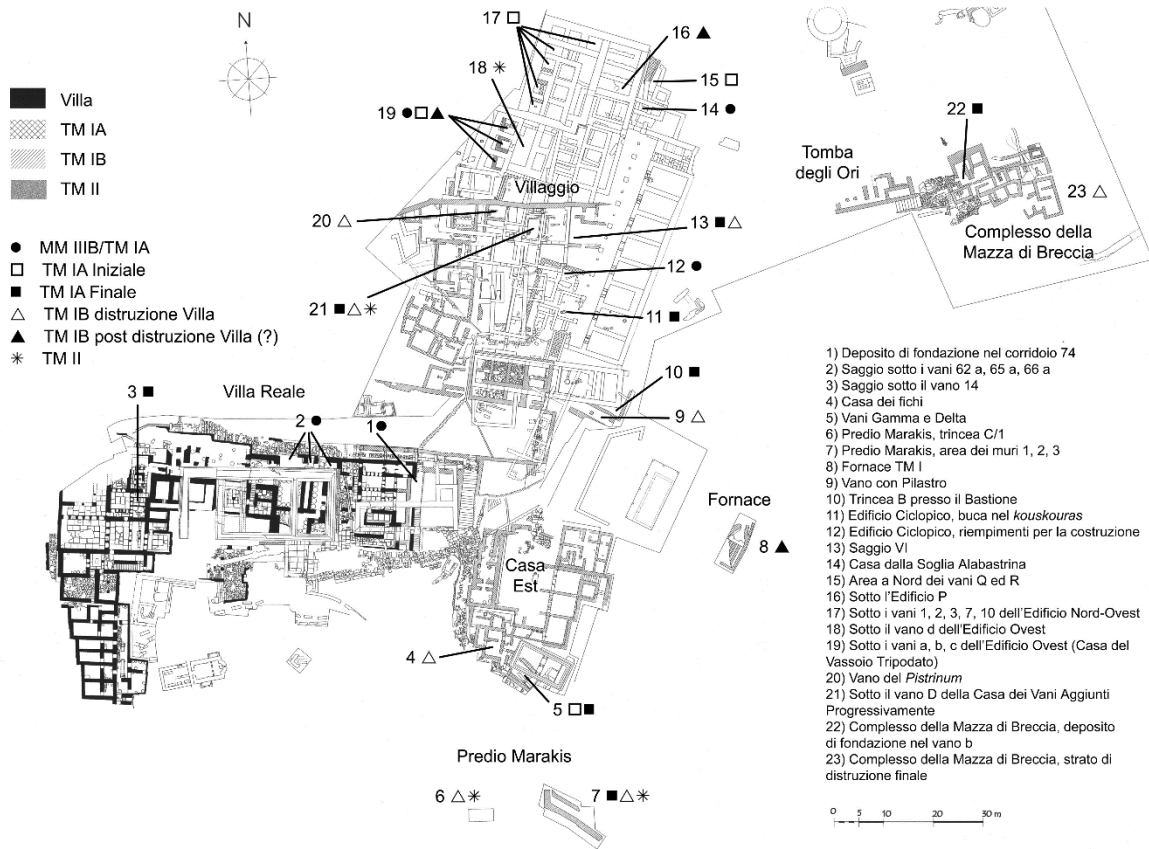 N
Villa
TM IA
TM IB
TM II
● MM IIIB/TM IA
□ TM IA Iniziale
■ TM IA Finale
△ TM IB distruzione Villa
▲ TM IB post distruzione Villa (?)
✳ TM II
17 □
16 ▲
18 ✳
15 □
14 ●
19 ●□▲
Villaggio
20 △
13 ■△
12 ●
21 ■△✳
11 ■
10 ■
9 △
22 ■
Tomba
degli Ori
23 △
Complesso della
Mazza di Breccia
3 ■
Villa Reale
2 ●
1 ●
Fornace
8 ▲
Casa
Est
4 △
5 □■
Predio Marakis
6 △✳
7 ■△✳
1) Deposito di fondazione nel corridoio 74
2) Saggio sotto i vani 62 a, 65 a, 66 a
3) Saggio sotto il vano 14
4) Casa dei fichi
5) Vani Gamma e Delta
6) Predio Marakis, trincea C/1
7) Predio Marakis, area dei muri 1, 2, 3
8) Fornace TM I
9) Vano con Pilastro
10) Trincea B presso il Bastione
11) Edificio Ciclopico, buca nel kouskouras
12) Edificio Ciclopico, riempimenti per la costruzione
13) Saggio VI
14) Casa dalla Soglia Alabastrina
15) Area a Nord dei vani Q ed R
16) Sotto l'Edificio P
17) Sotto i vani 1, 2, 3, 7, 10 dell'Edificio Nord-Ovest
18) Sotto il vano d dell'Edificio Ovest
19) Sotto i vani a, b, c dell'Edificio Ovest (Casa del
Vassoio Tripodato)
20) Vano del Pistrinum
21) Sotto il vano D della Casa dei Vani Aggiunti
Progressivamente
22) Complesso della Mazza di Breccia, deposito
di fondazione nel vano b
23) Complesso della Mazza di Breccia, strato di
distruzione finale
0 5 10 20 30 m